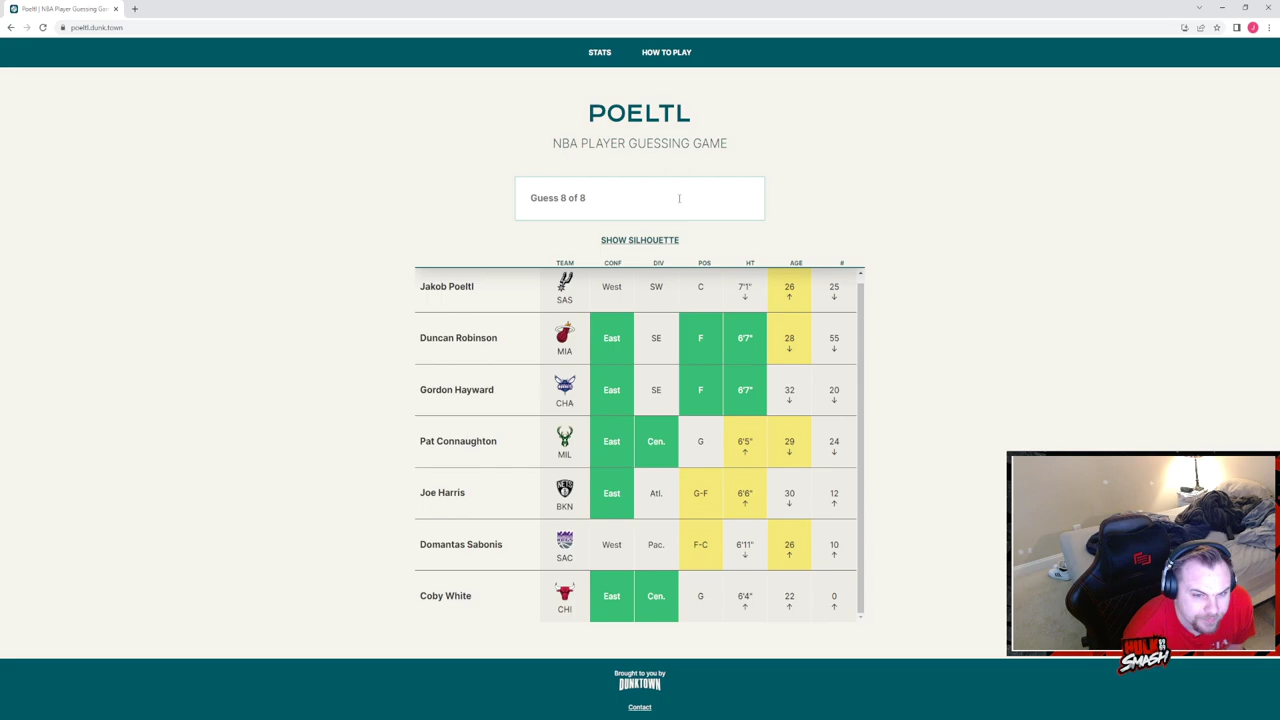 Poeltl | NBA Player Guessing Game
poeltl.dunk.town
STATS HOW TO PLAY
POELTL
NBA PLAYER GUESSING GAME
Guess 8 of 8
SHOW SILHOUETTE
TEAM CONF DIV POS HT AGE #
Jakob Poeltl SAS West SW C 7'1" ↓ 26 ↑ 25 ↓
Duncan Robinson MIA East SE F 6'7" 28 ↓ 55 ↓
Gordon Hayward CHA East SE F 6'7" 32 ↓ 20 ↓
Pat Connaughton MIL East Cen. G 6'5" ↑ 29 ↓ 24 ↓
Joe Harris BKN East Atl. G-F 6'6" ↑ 30 ↓ 12 ↑
Domantas Sabonis SAC West Pac. F-C 6'11" ↓ 26 ↑ 10 ↑
Coby White CHI East Cen. G 6'4" ↑ 22 ↑ 0 ↑
Brought to you by
DUNKTOWN
Contact
HULK
SMASH